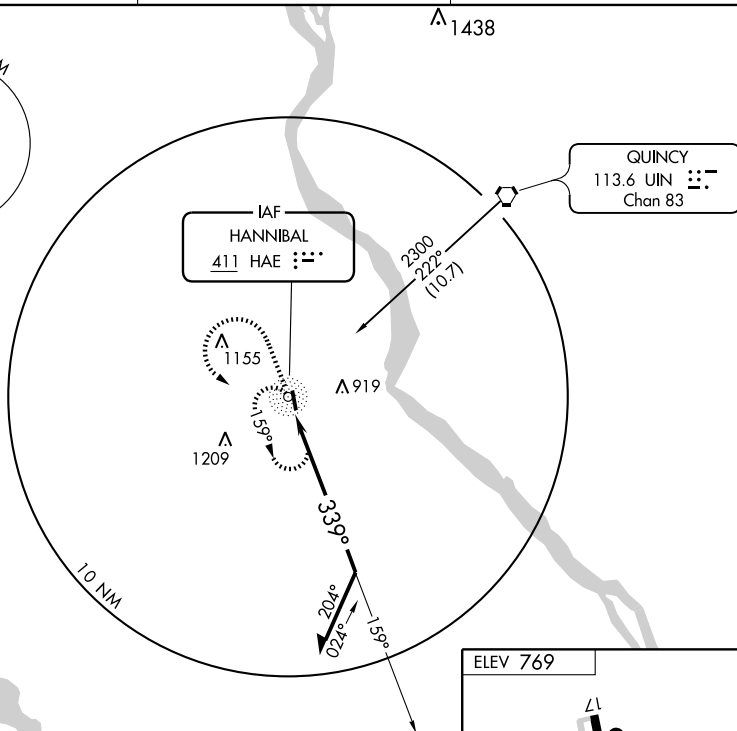 1438
M
QUINCY
113.6 UIN
Chan 83
IAF
HANNIBAL
411 HAE
2300
222°
(10.7)
1155
919
159°
1209
339°
10 NM
204°
024°
159°
ELEV 769
17